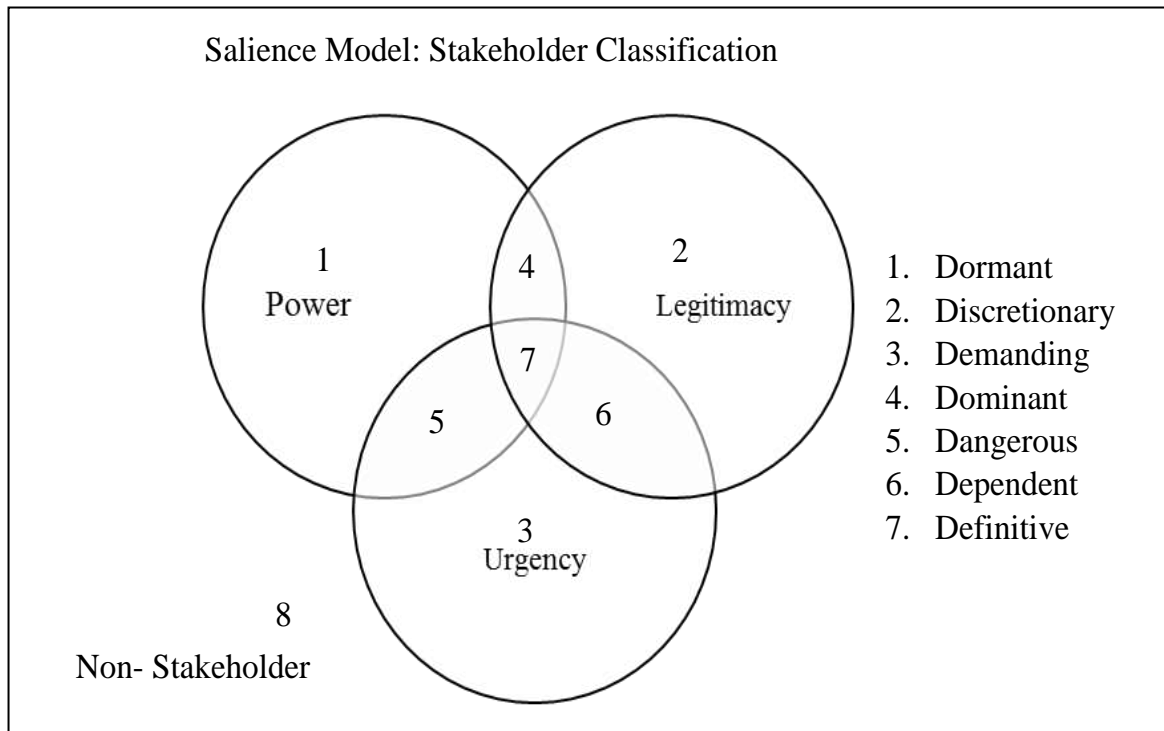 Salience Model: Stakeholder Classification
1
Power
4
2
Legitimacy
7
5
6
3
Urgency
8
Non- Stakeholder
1. Dormant
2. Discretionary
3. Demanding
4. Dominant
5. Dangerous
6. Dependent
7. Definitive